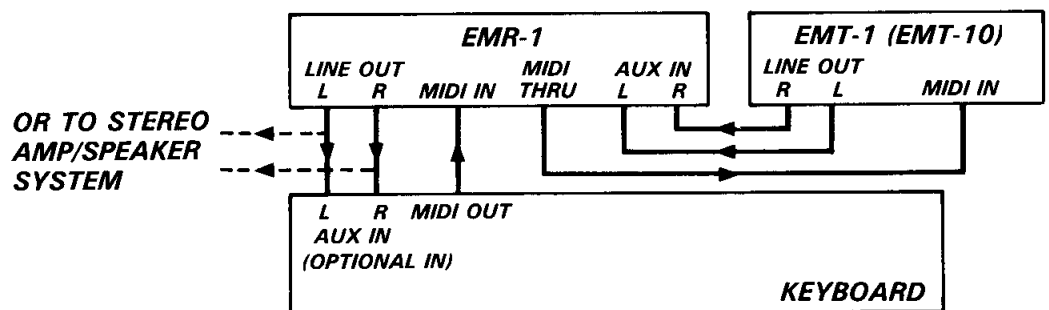 EMR-1
LINE OUT
L R
MIDI IN
MIDI
THRU
AUX IN
L R
EMT-1 (EMT-10)
LINE OUT
R L
MIDI IN
OR TO STEREO
AMP/SPEAKER
SYSTEM
L R MIDI OUT
AUX IN
(OPTIONAL IN)
KEYBOARD